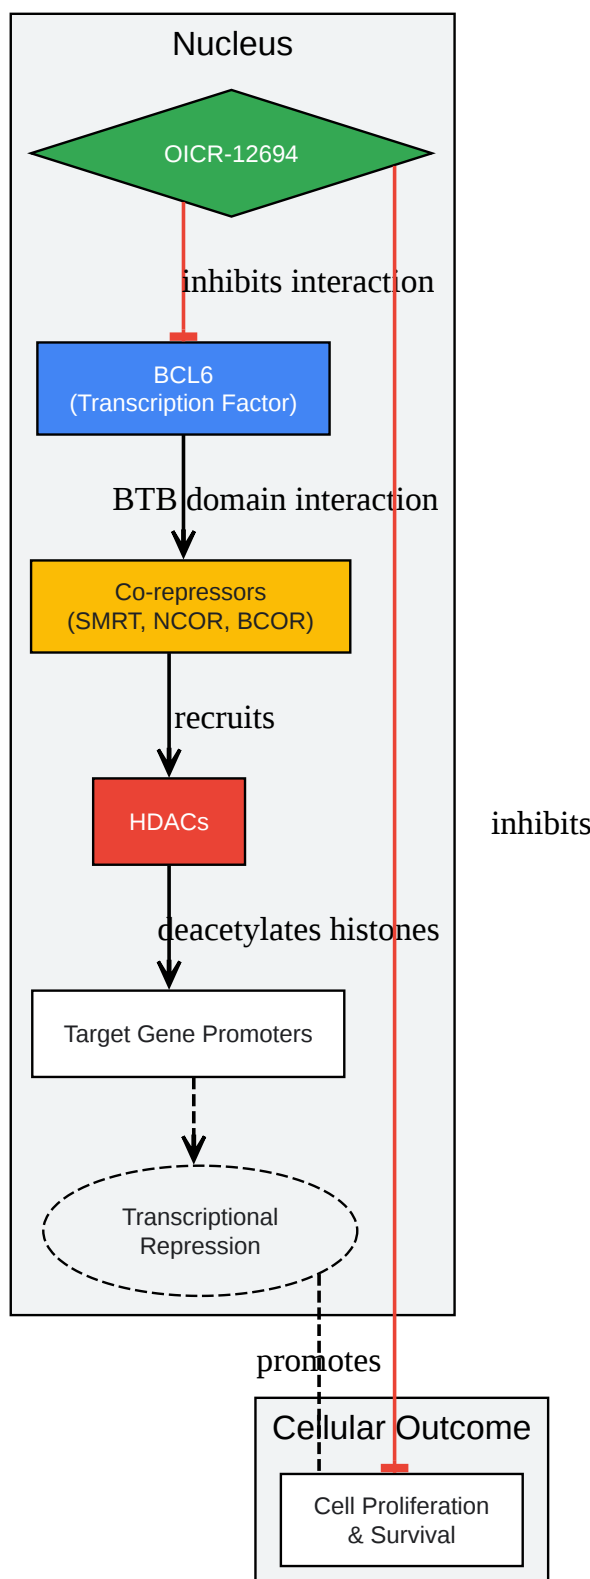 Nucleus
OICR-12694
inhibits interaction
BCL6
(Transcription Factor)
BTB domain interaction
Co-repressors
(SMRT, NCOR, BCOR)
recruits
HDACs
inhibits
deacetylates histones
Target Gene Promoters
Transcriptional
Repression
promotes
Cellular Outcome
Cell Proliferation
& Survival